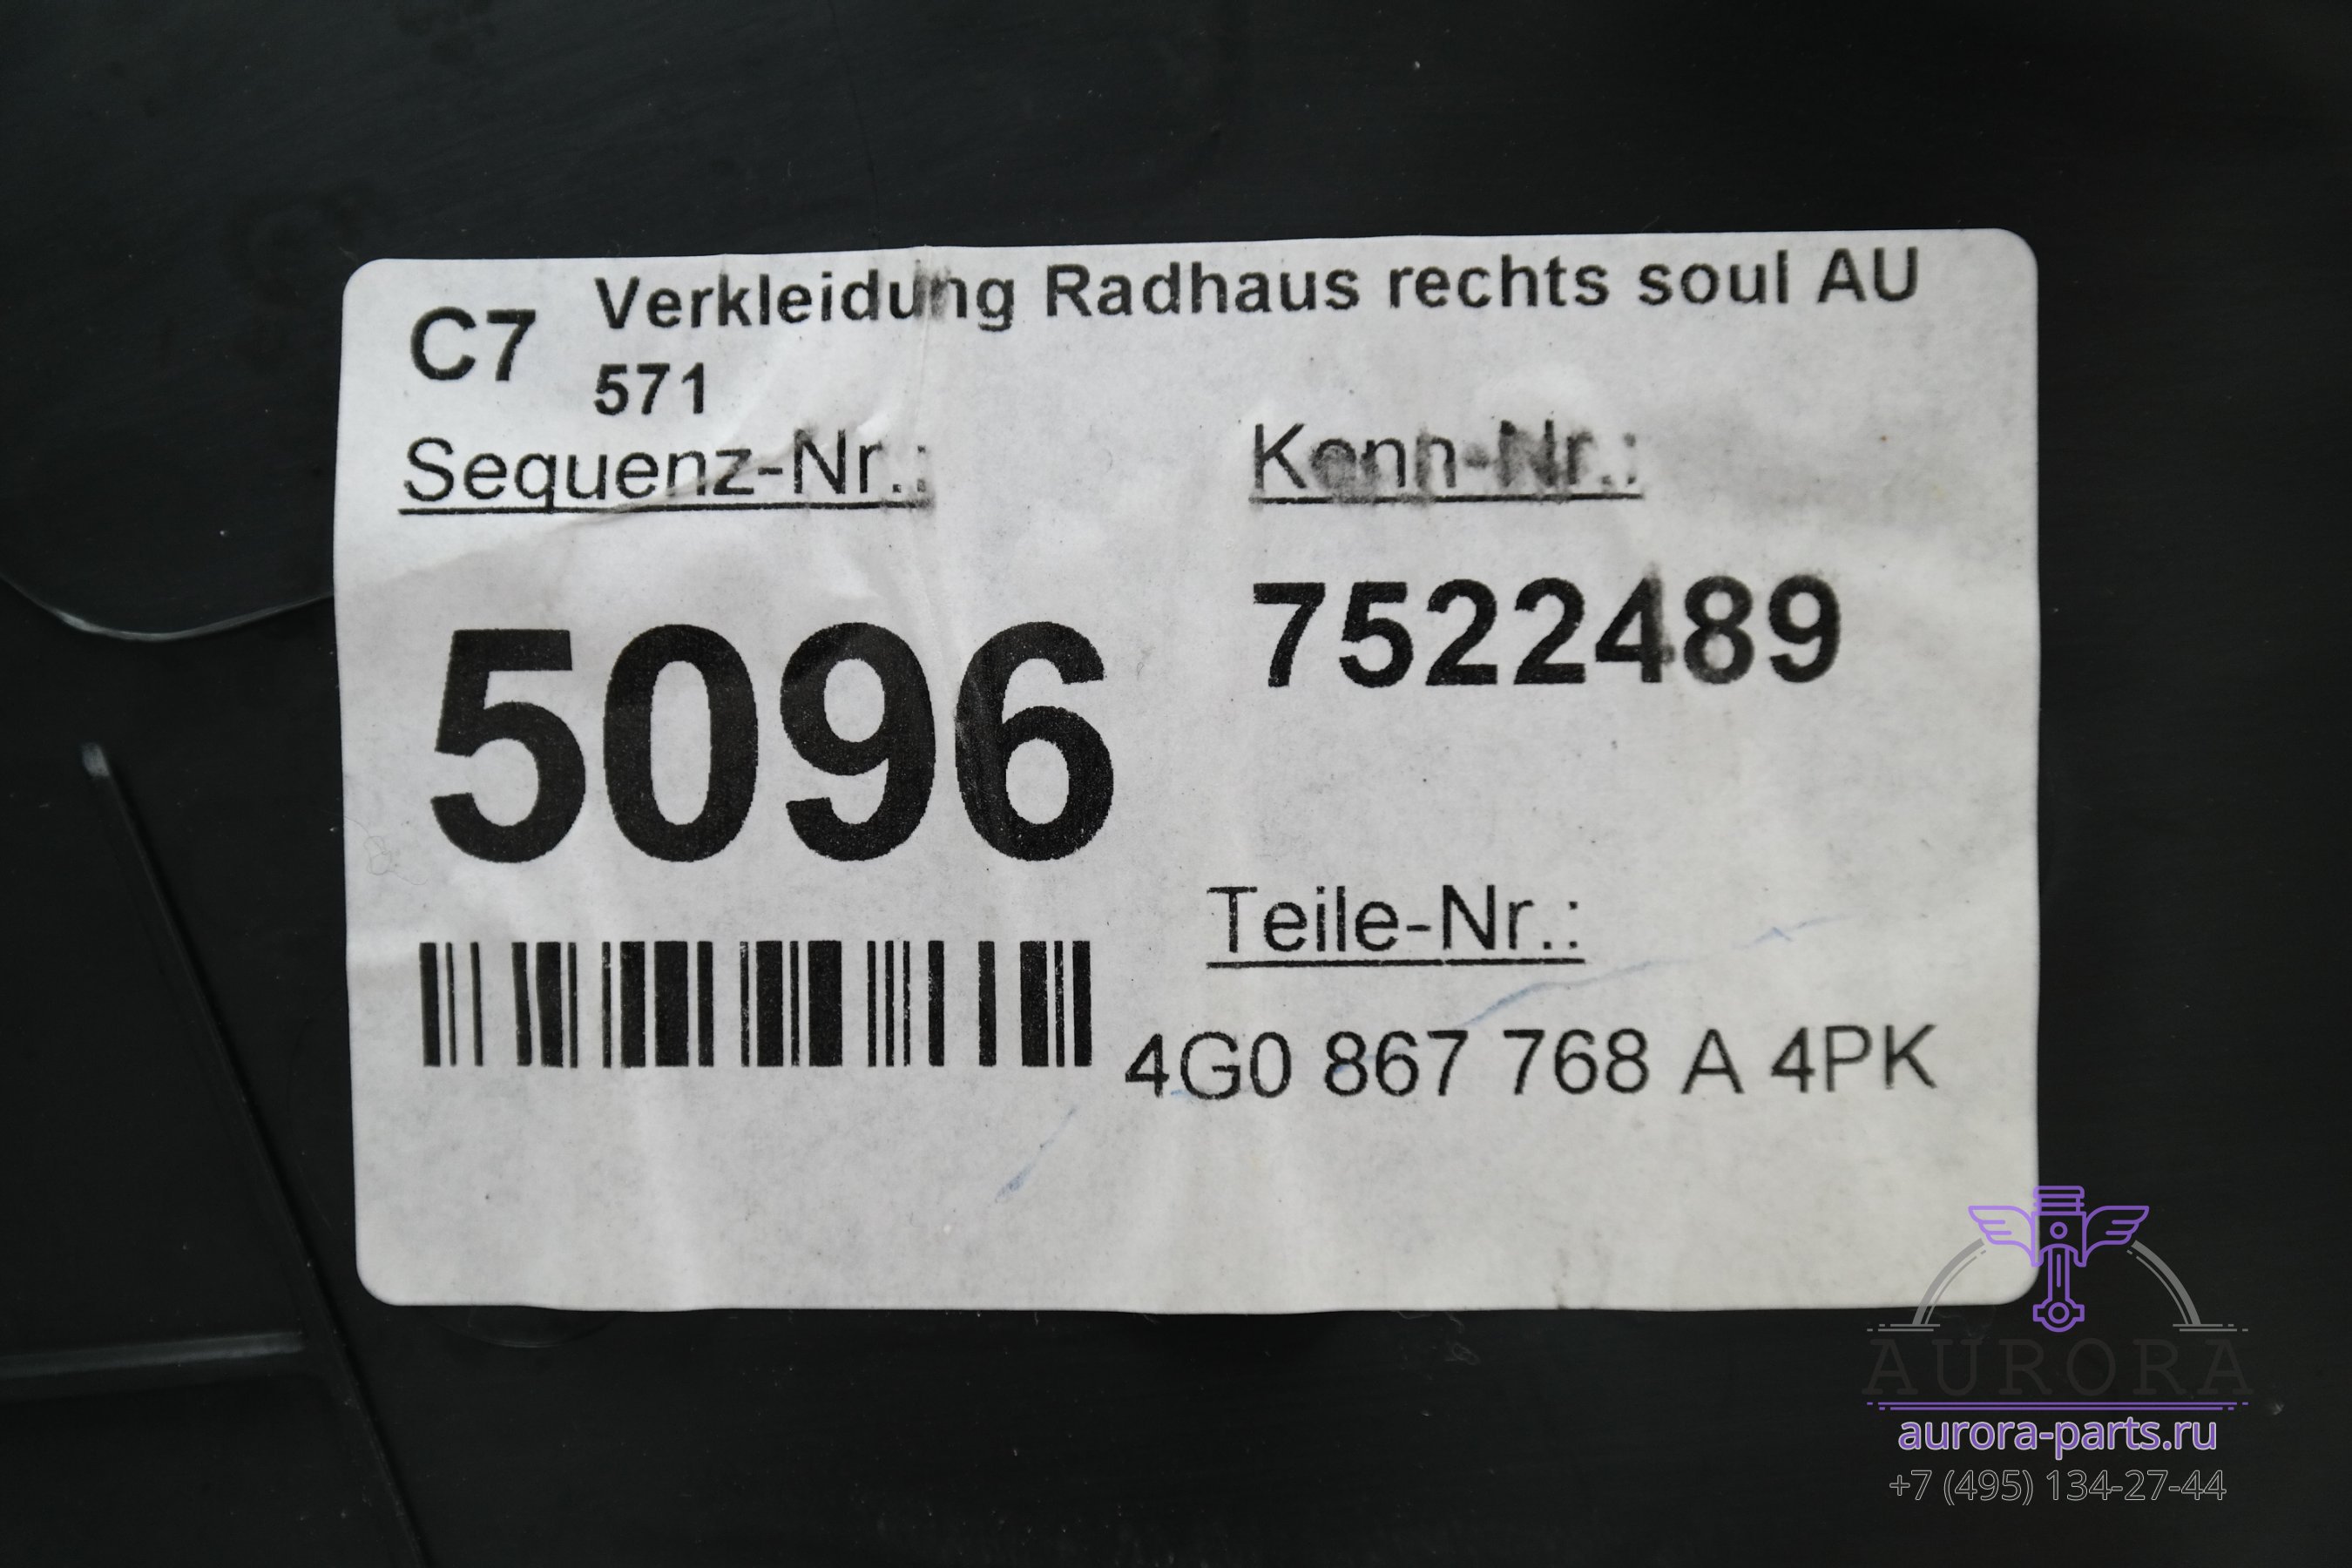 C7 Verkleidung Radhaus rechts soul AU
571
Sequenz-Nr.:
Kenn-Nr.:
5096
7522489
Teile-Nr.:
4G0 867 768 A 4PK
AURORA
aurora-parts.ru
+7 (495) 134-27-44